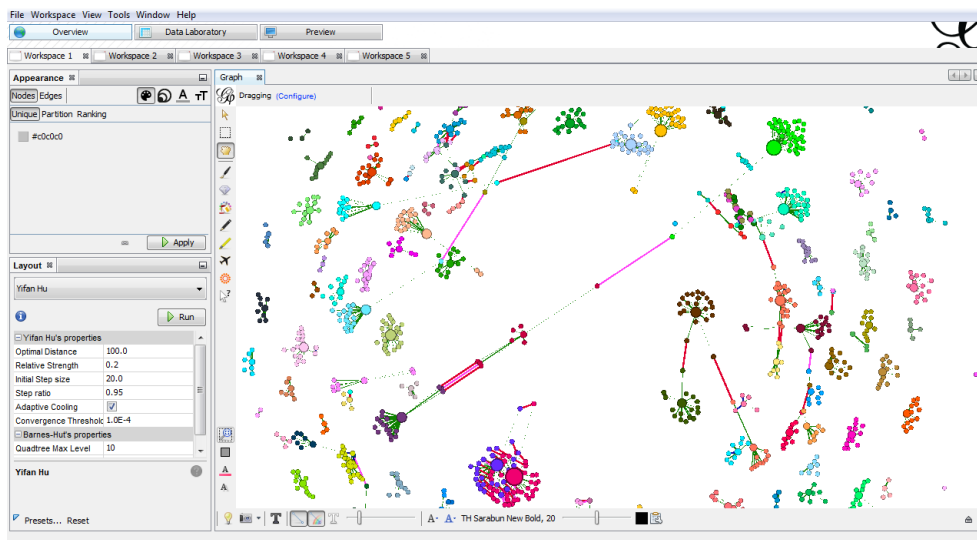 File Workspace View Tools Window Help
Overview Data Laboratory Preview
Workspace 1 Workspace 2 Workspace 3 Workspace 4 Workspace 5
Appearance
Nodes Edges
Unique Partition Ranking
#c0c0c0
Apply
Layout
Yifan Hu
Run
Yifan Hu's properties
Optimal Distance 100.0
Relative Strength 0.2
Initial Step size 20.0
Step ratio 0.95
Adaptive Cooling
Convergence Threshold 1.0E-4
Barnes-Hut's properties
Quadtree Max Level 10
Yifan Hu
Presets... Reset
Graph
Dragging (Configure)
A- A- TH Sarabun New Bold, 20